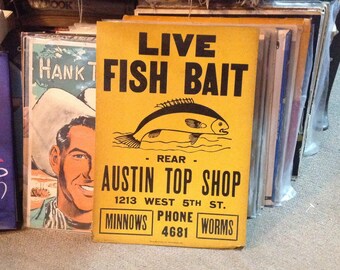 LIVE
FISH BAIT
- REAR -
AUSTIN TOP SHOP
1213 WEST 5TH ST.
MINNOWS PHONE 4681 WORMS
HANK T